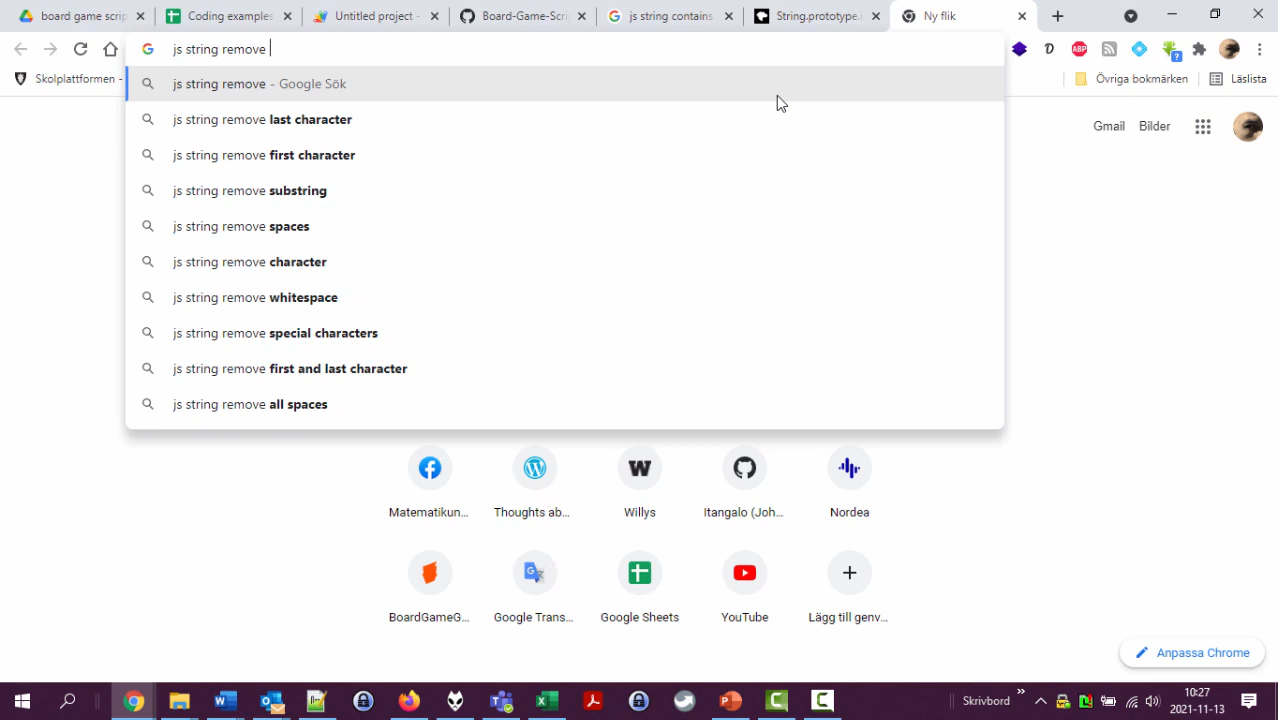 board game scrip
Coding examples
Untitled project -
Board-Game-Scri
js string contains
String.prototype.i
Ny flik
js string remove
Skolplattformen -
Övriga bokmärken
Läslista
js string remove - Google Sök
js string remove last character
js string remove first character
js string remove substring
js string remove spaces
js string remove character
js string remove whitespace
js string remove special characters
js string remove first and last character
js string remove all spaces
Gmail Bilder
Matematikun... Thoughts ab... Willys Itangalo (Joh... Nordea
BoardGameG... Google Trans... Google Sheets YouTube Lägg till genv...
Anpassa Chrome
Skrivbord
10:27
2021-11-13